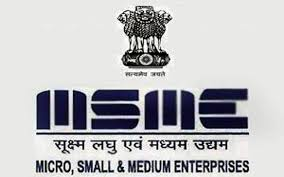 सत्यमेव जयते
MSME
सूक्ष्म लघु एवं मध्यम उद्यम
MICRO, SMALL & MEDIUM ENTERPRISES